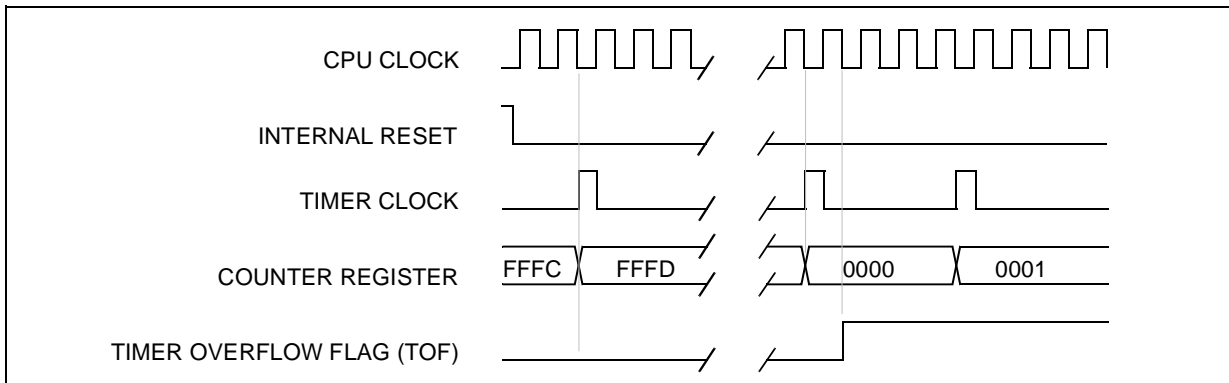 CPU CLOCK
INTERNAL RESET
TIMER CLOCK
COUNTER REGISTER
FFFC
FFFD
0000
0001
TIMER OVERFLOW FLAG (TOF)